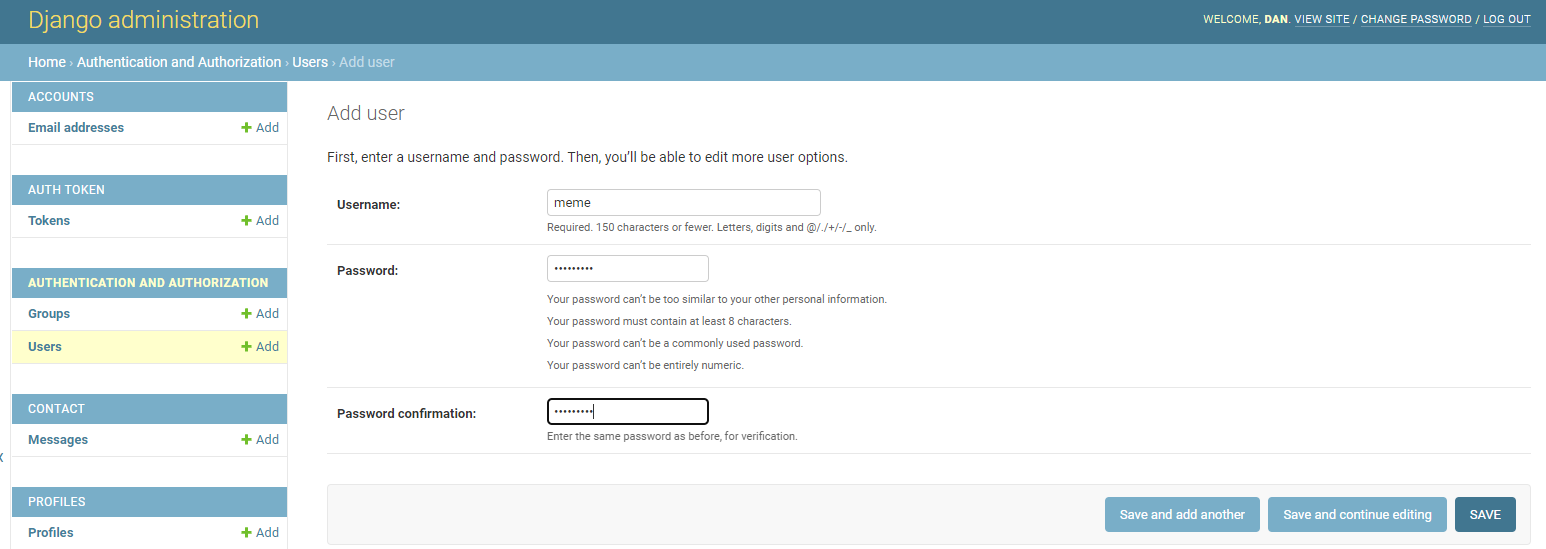 Django administration
WELCOME, DAN. VIEW SITE / CHANGE PASSWORD / LOG OUT
Home › Authentication and Authorization › Users › Add user
ACCOUNTS
Email addresses + Add
AUTH TOKEN
Tokens + Add
AUTHENTICATION AND AUTHORIZATION
Groups + Add
Users + Add
CONTACT
Messages + Add
PROFILES
Profiles + Add
Add user
First, enter a username and password. Then, you’ll be able to edit more user options.
Username: meme
Required. 150 characters or fewer. Letters, digits and @/./+/-/_ only.
Password: •••••••••
Your password can’t be too similar to your other personal information.
Your password must contain at least 8 characters.
Your password can’t be a commonly used password.
Your password can’t be entirely numeric.
Password confirmation: •••••••••
Enter the same password as before, for verification.
Save and add another Save and continue editing SAVE